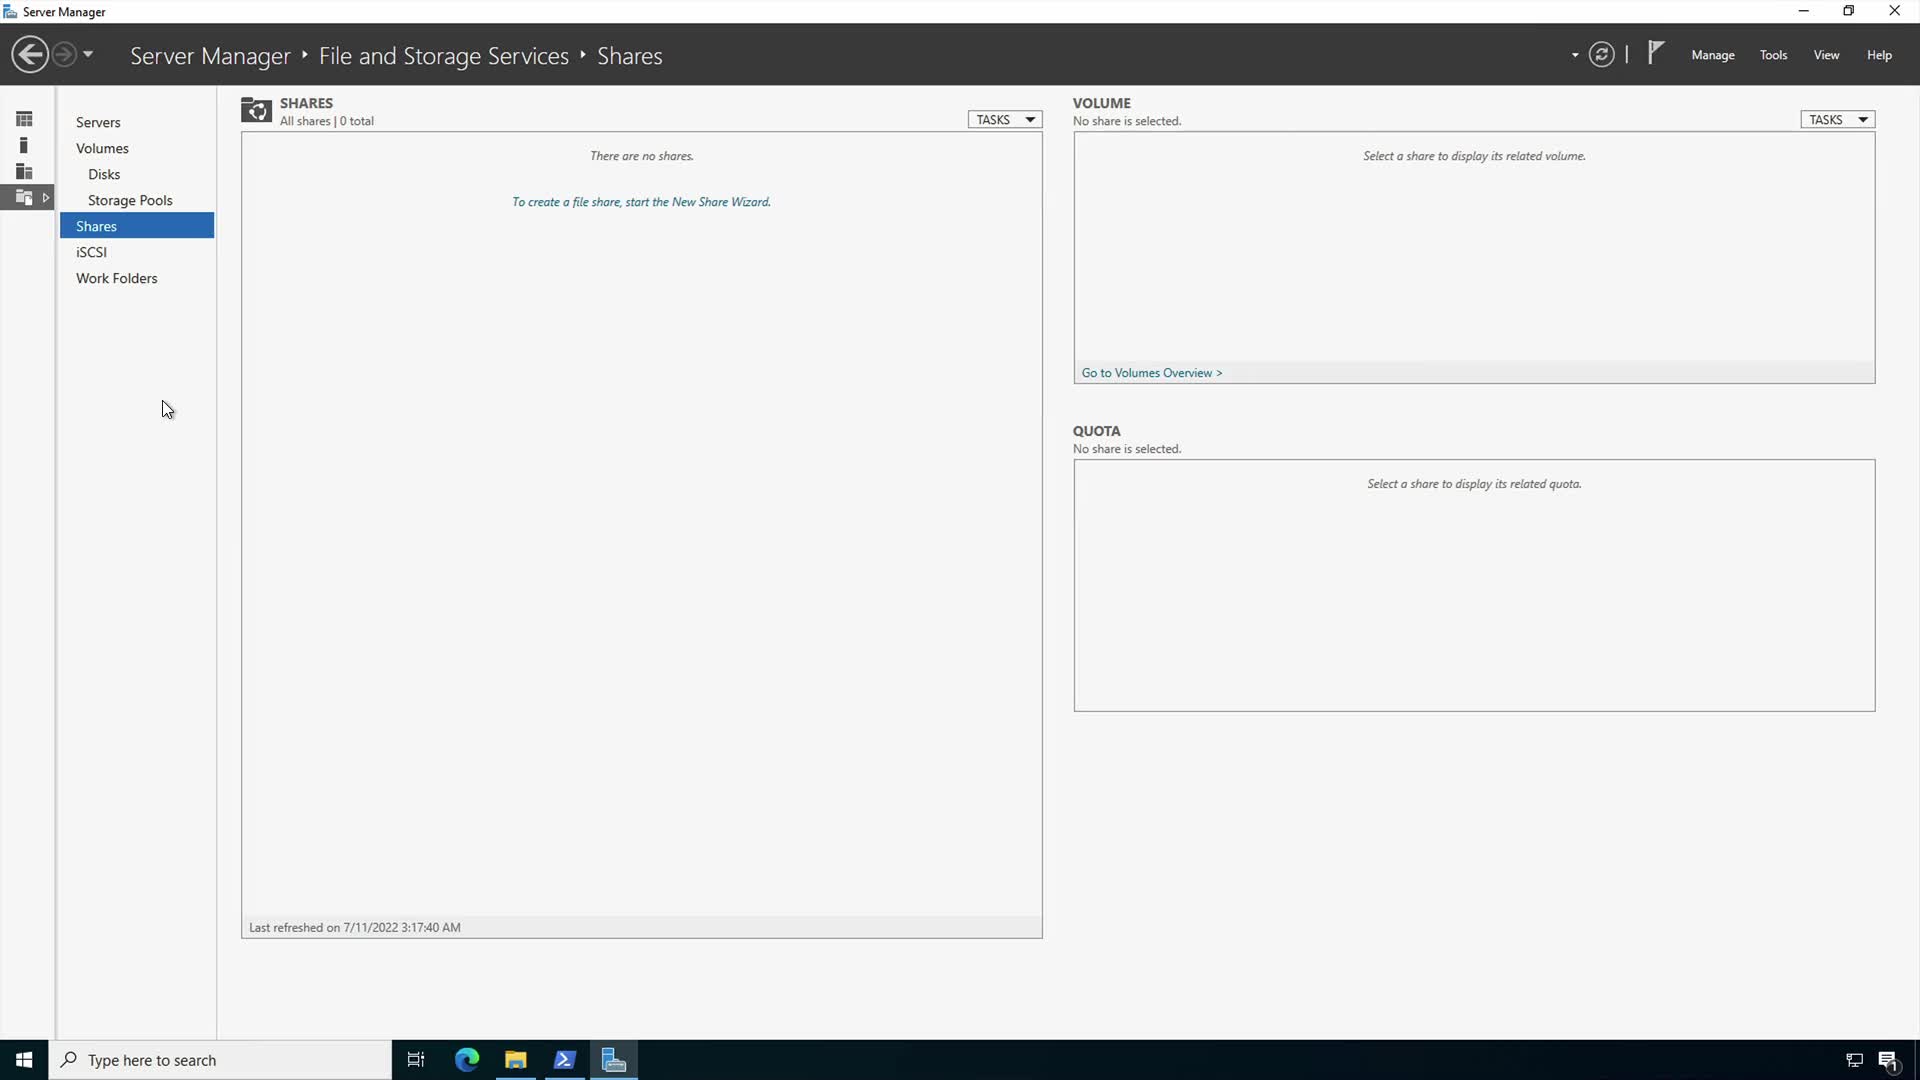 Server Manager
Server Manager ‣ File and Storage Services ‣ Shares
Manage Tools View Help
Servers
Volumes
Disks
Storage Pools
Shares
iSCSI
Work Folders
SHARES
All shares | 0 total
TASKS
There are no shares.
To create a file share, start the New Share Wizard.
Last refreshed on 7/11/2022 3:17:40 AM
VOLUME
No share is selected.
TASKS
Select a share to display its related volume.
Go to Volumes Overview >
QUOTA
No share is selected.
Select a share to display its related quota.
Type here to search
1